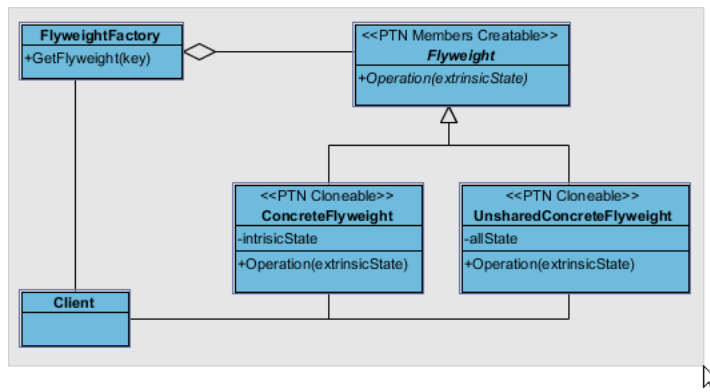 FlyweightFactory
+GetFlyweight(key)
<<PTN Members Creatable>>
Flyweight
+Operation(extrinsicState)
<<PTN Cloneable>>
ConcreteFlyweight
-intrisicState
+Operation(extrinsicState)
<<PTN Cloneable>>
UnsharedConcreteFlyweight
-allState
+Operation(extrinsicState)
Client